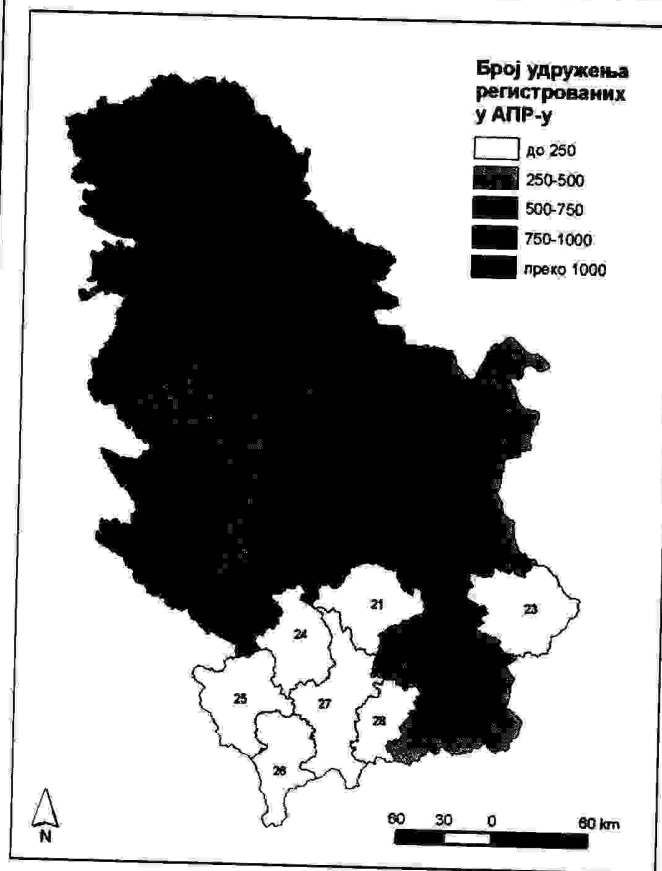 Број удружења
регистрованих
у АПР-у
до 250
250-500
500-750
750-1000
преко 1000
21
23
24
25
27
28
26
N
60 30 0 60 km